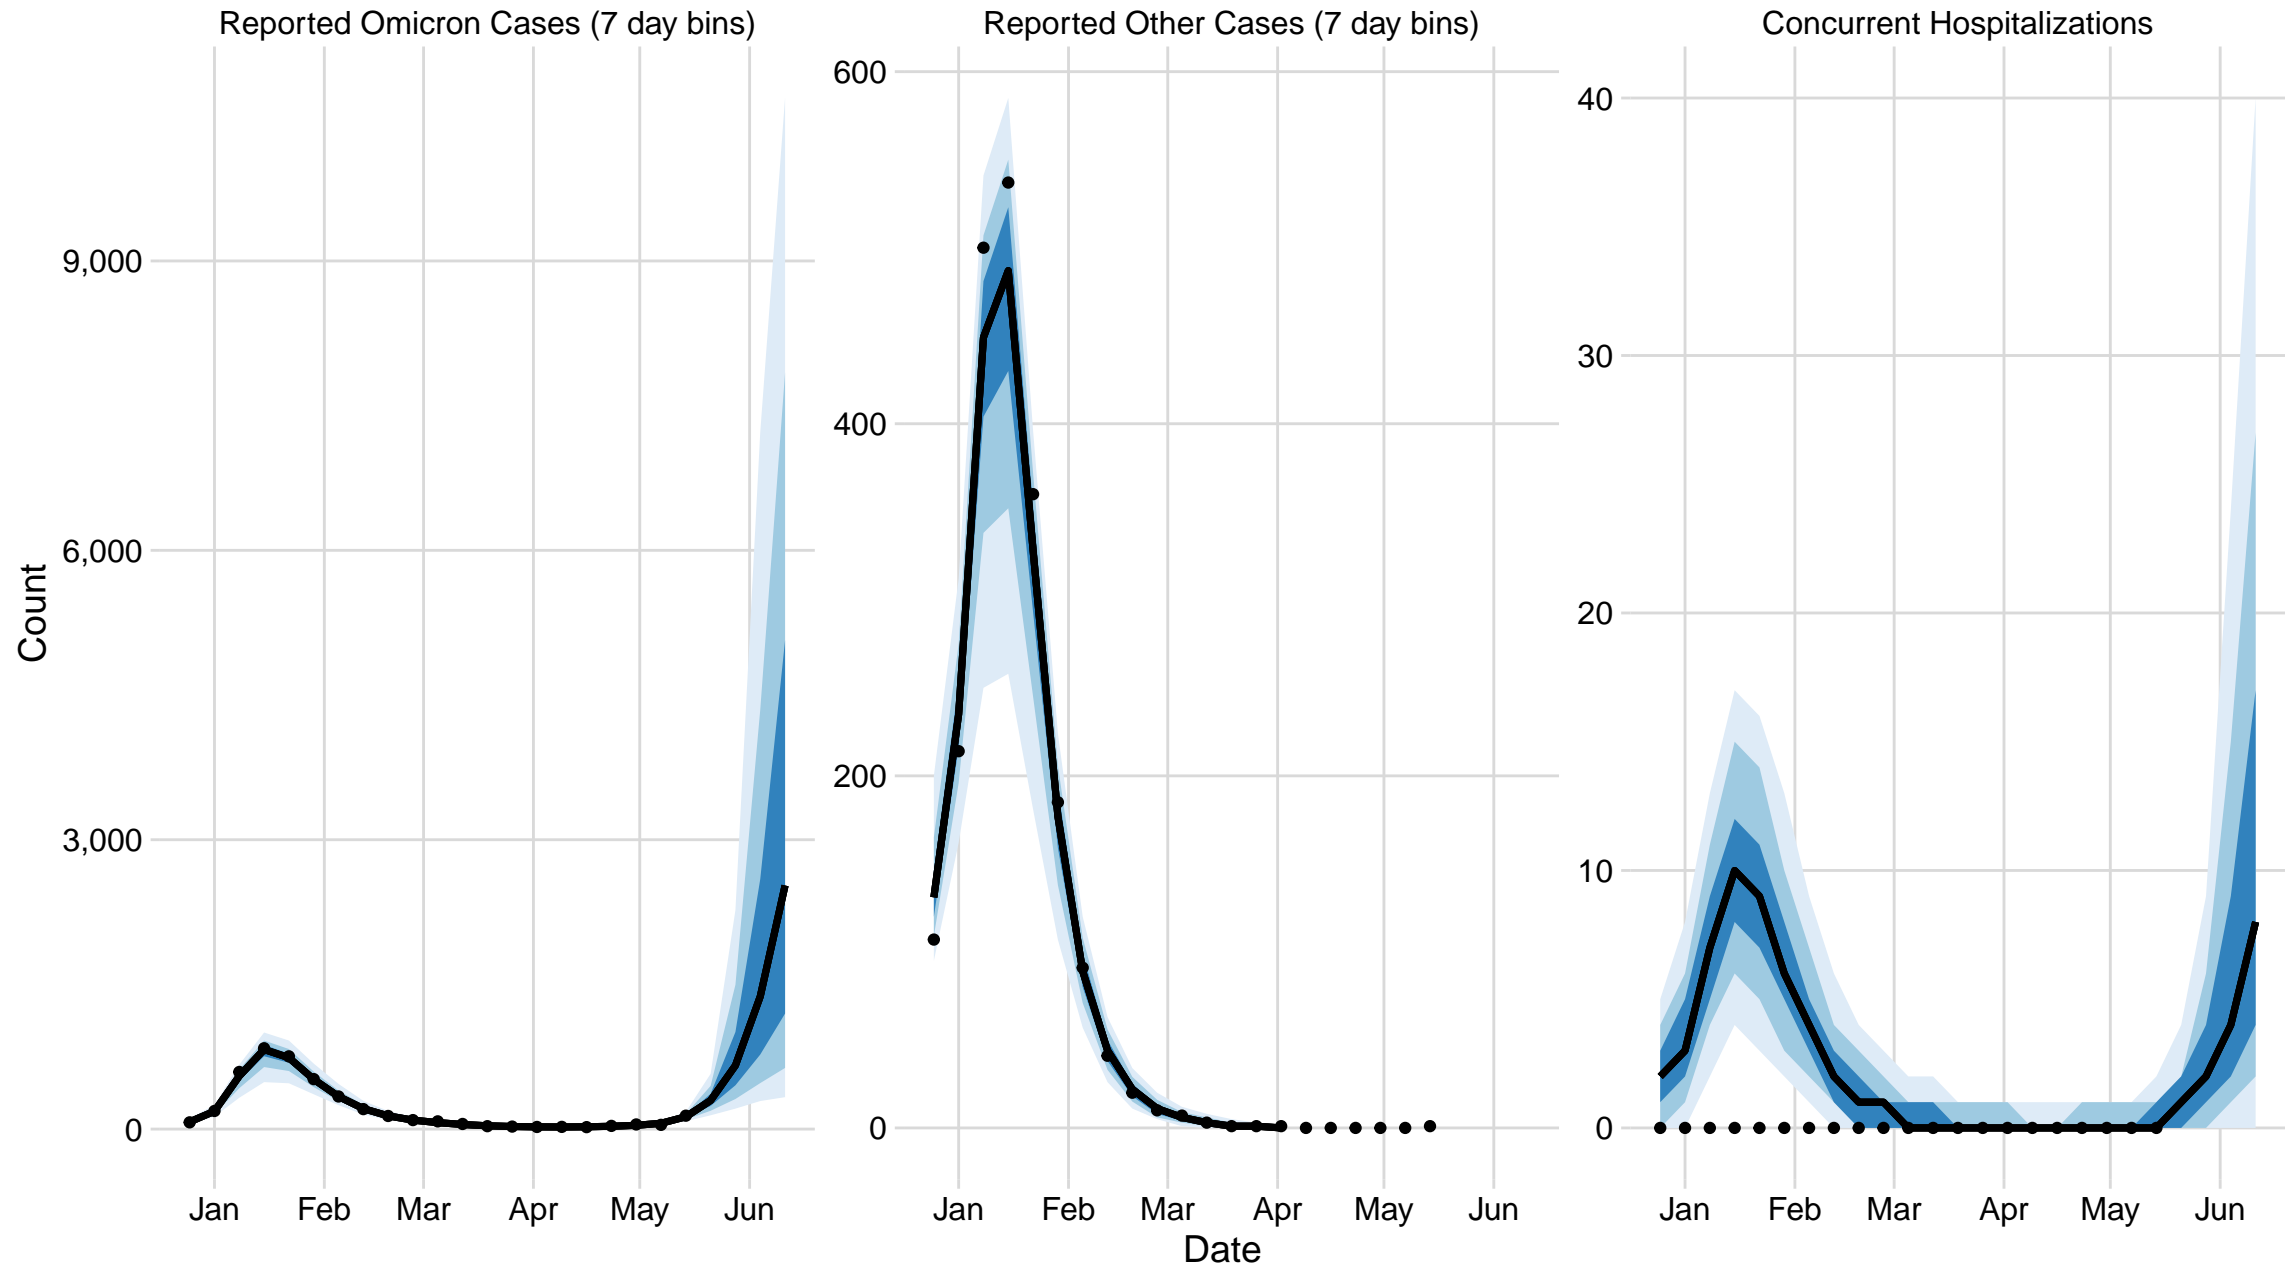 Reported Omicron Cases (7 day bins)
Reported Other Cases (7 day bins)
Concurrent Hospitalizations
Count
9,000
6,000
3,000
0
Jan Feb Mar Apr May Jun
600
400
200
0
Jan Feb Mar Apr May Jun
40
30
20
10
0
Jan Feb Mar Apr May Jun
Date